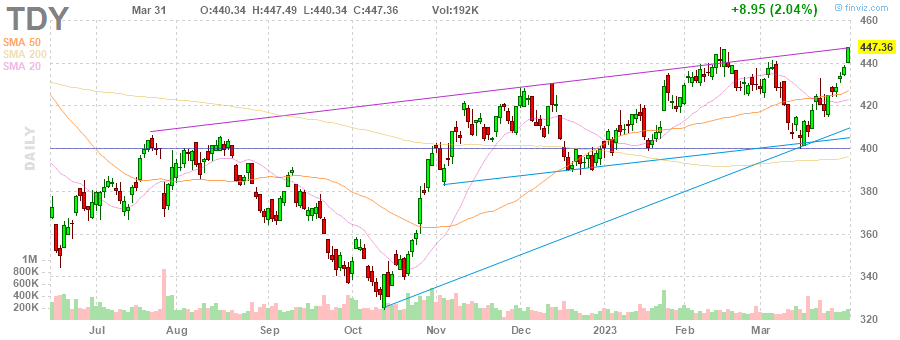 TDY
Mar 31 O:440.34 H:447.49 L:440.34 C:447.36 Vol:192K +8.95 (2.04%) finviz.com
SMA 50
SMA 200
SMA 20
DAILY
460
447.36
440
420
400
380
360
340
320
1M
800K
600K
400K
200K
Jul Aug Sep Oct Nov Dec 2023 Feb Mar